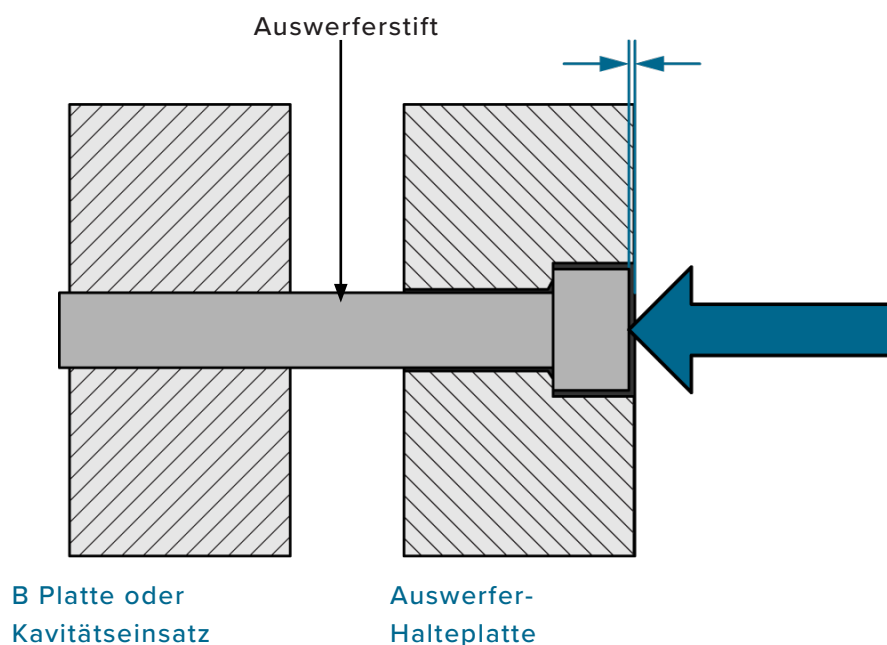 Auswerferstift
B Platte oder
Kavitätseinsatz
Auswerfer-
Halteplatte